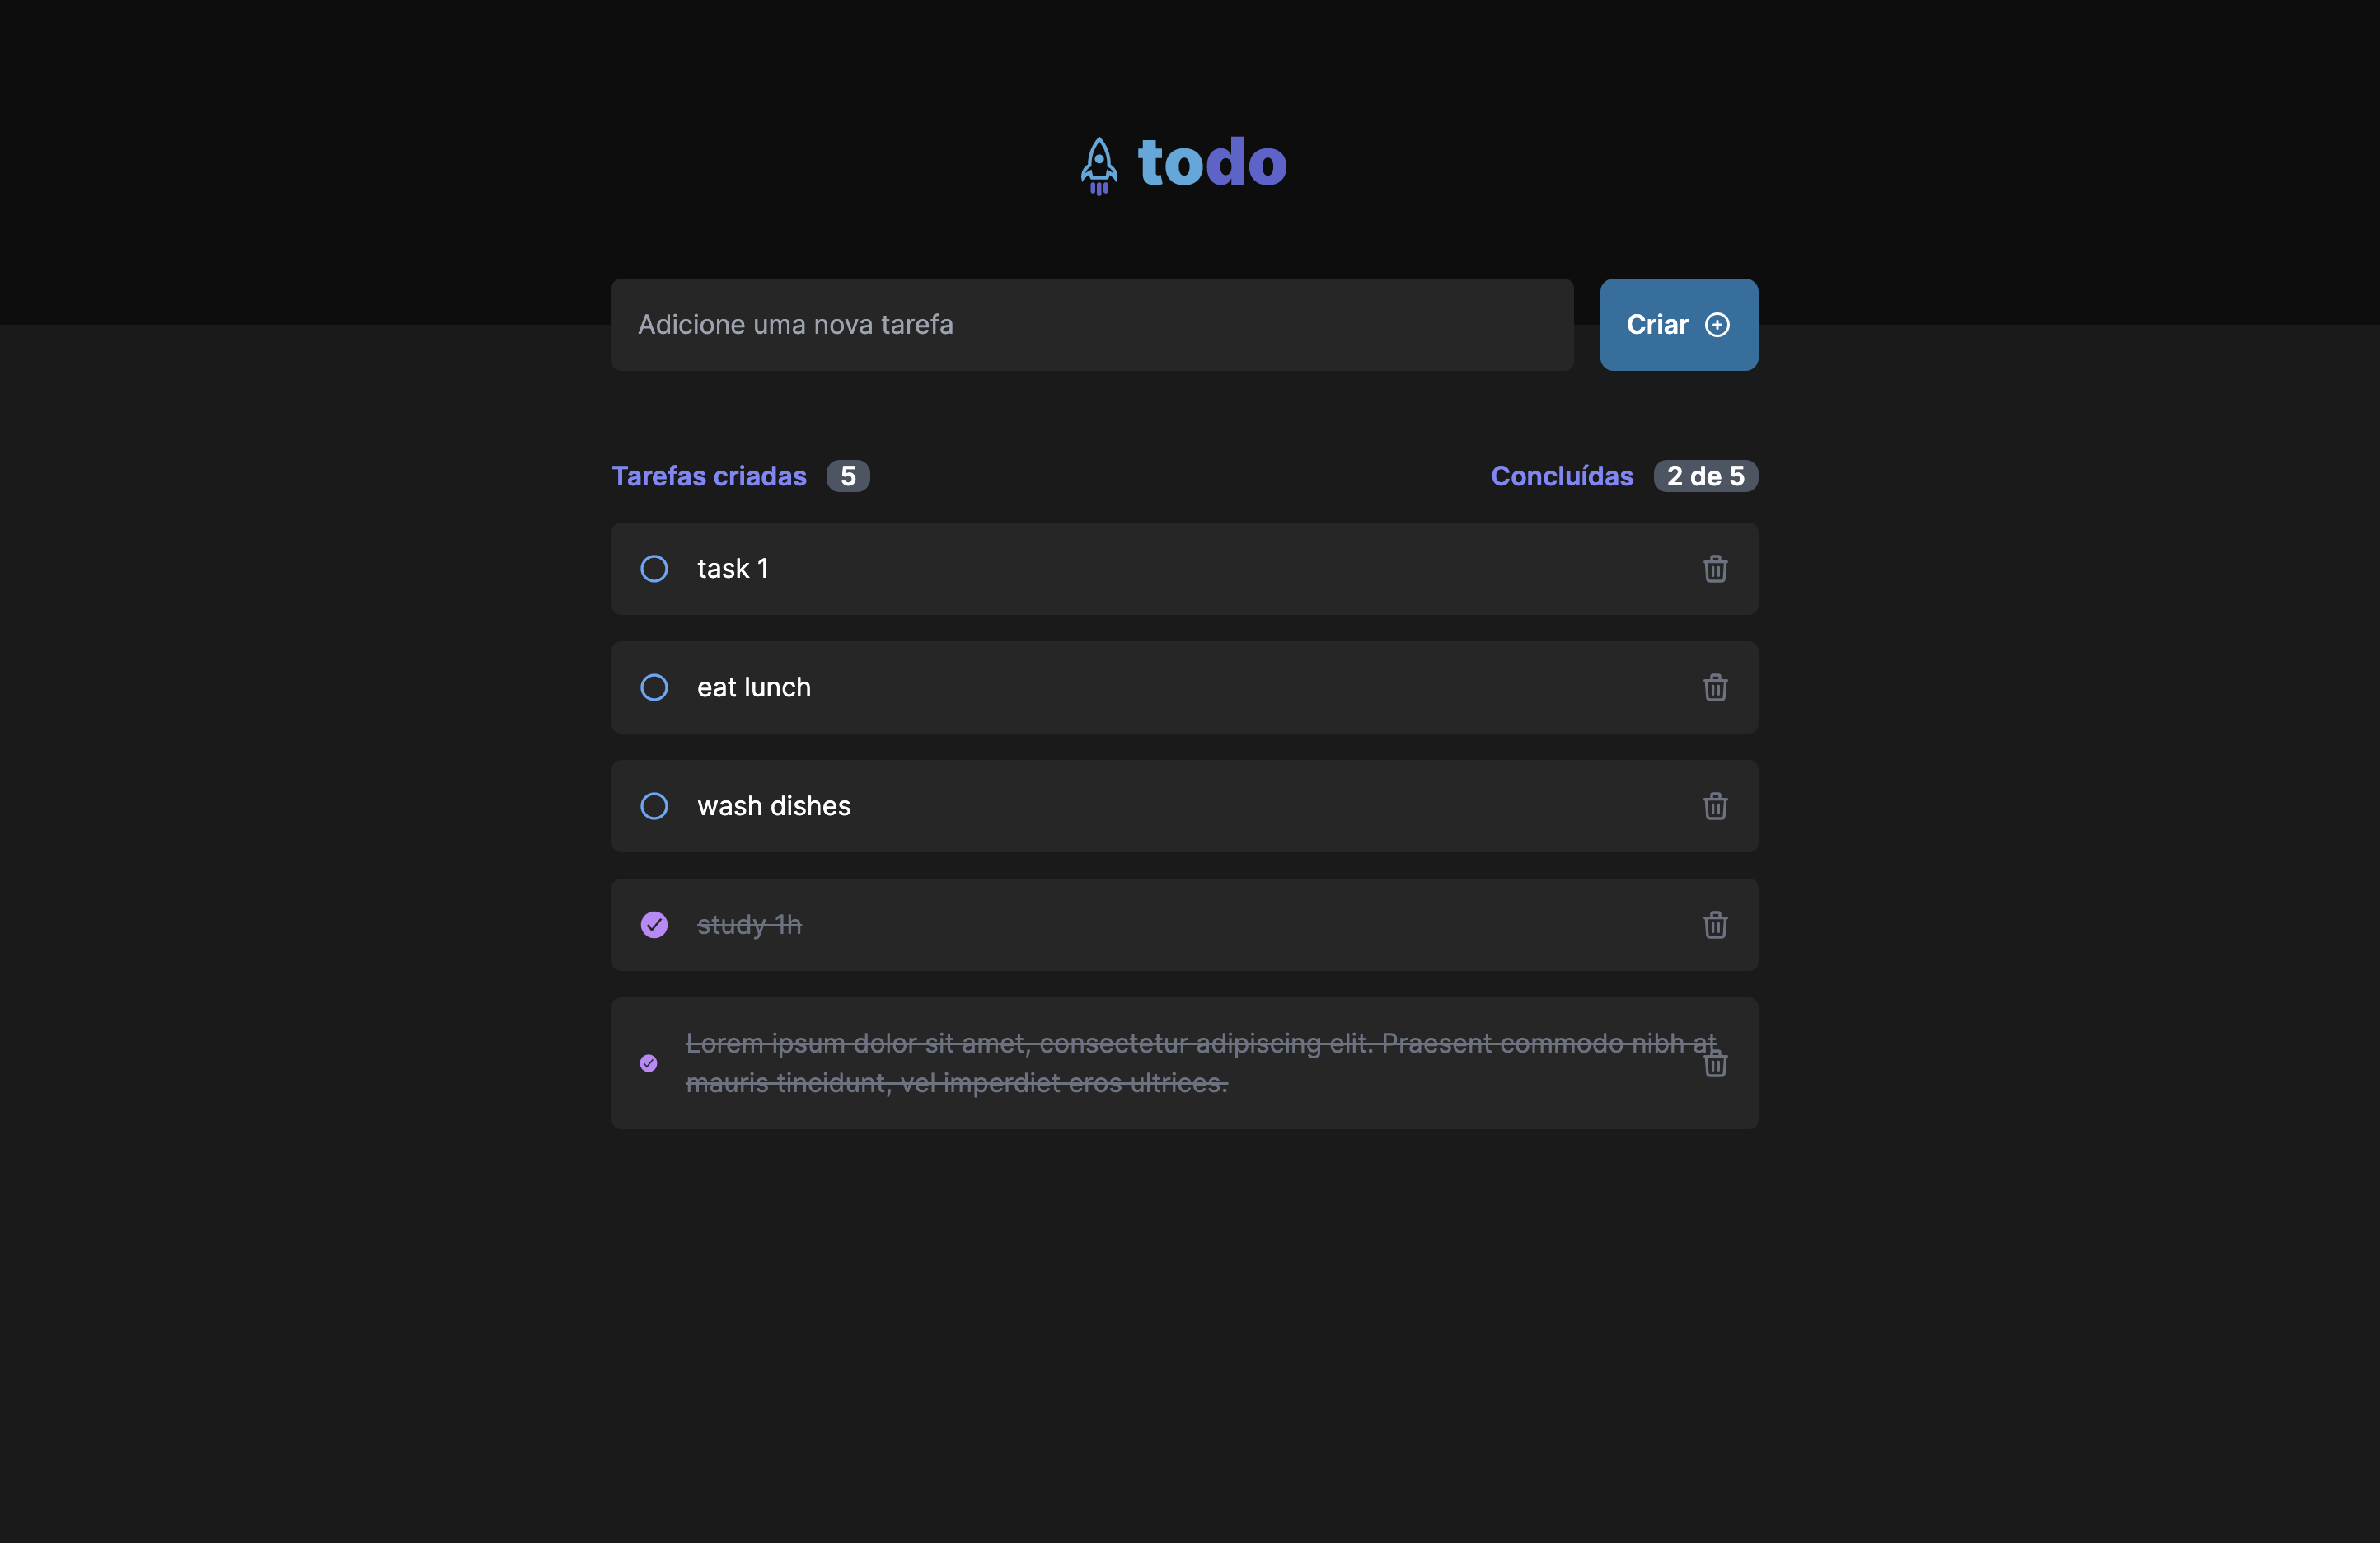 todo
Adicione uma nova tarefa
Criar
Tarefas criadas 5
Concluídas 2 de 5
task 1
eat lunch
wash dishes
study 1h
Lorem ipsum dolor sit amet, consectetur adipiscing elit. Praesent commodo nibh at
mauris tincidunt, vel imperdiet eros ultrices.